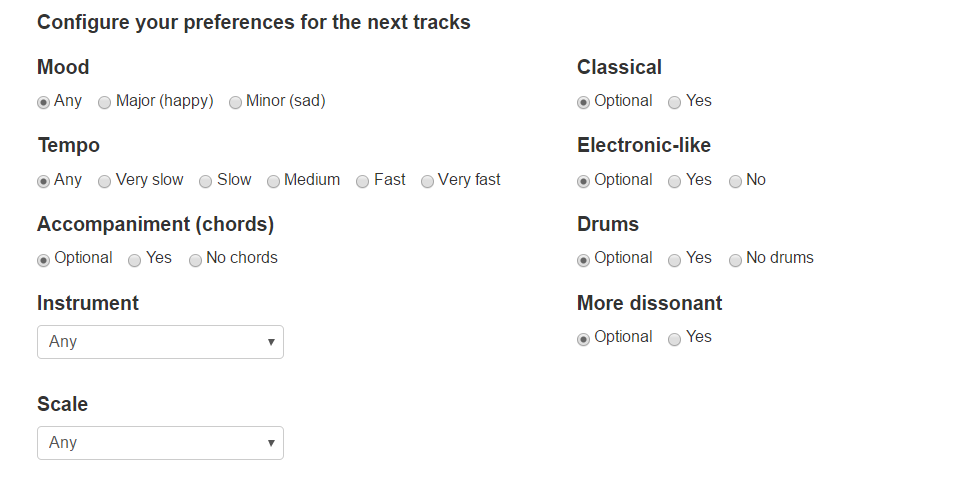 Configure your preferences for the next tracks
Mood
Any Major (happy) Minor (sad)
Tempo
Any Very slow Slow Medium Fast Very fast
Accompaniment (chords)
Optional Yes No chords
Instrument
Any
Scale
Any
Classical
Optional Yes
Electronic-like
Optional Yes No
Drums
Optional Yes No drums
More dissonant
Optional Yes